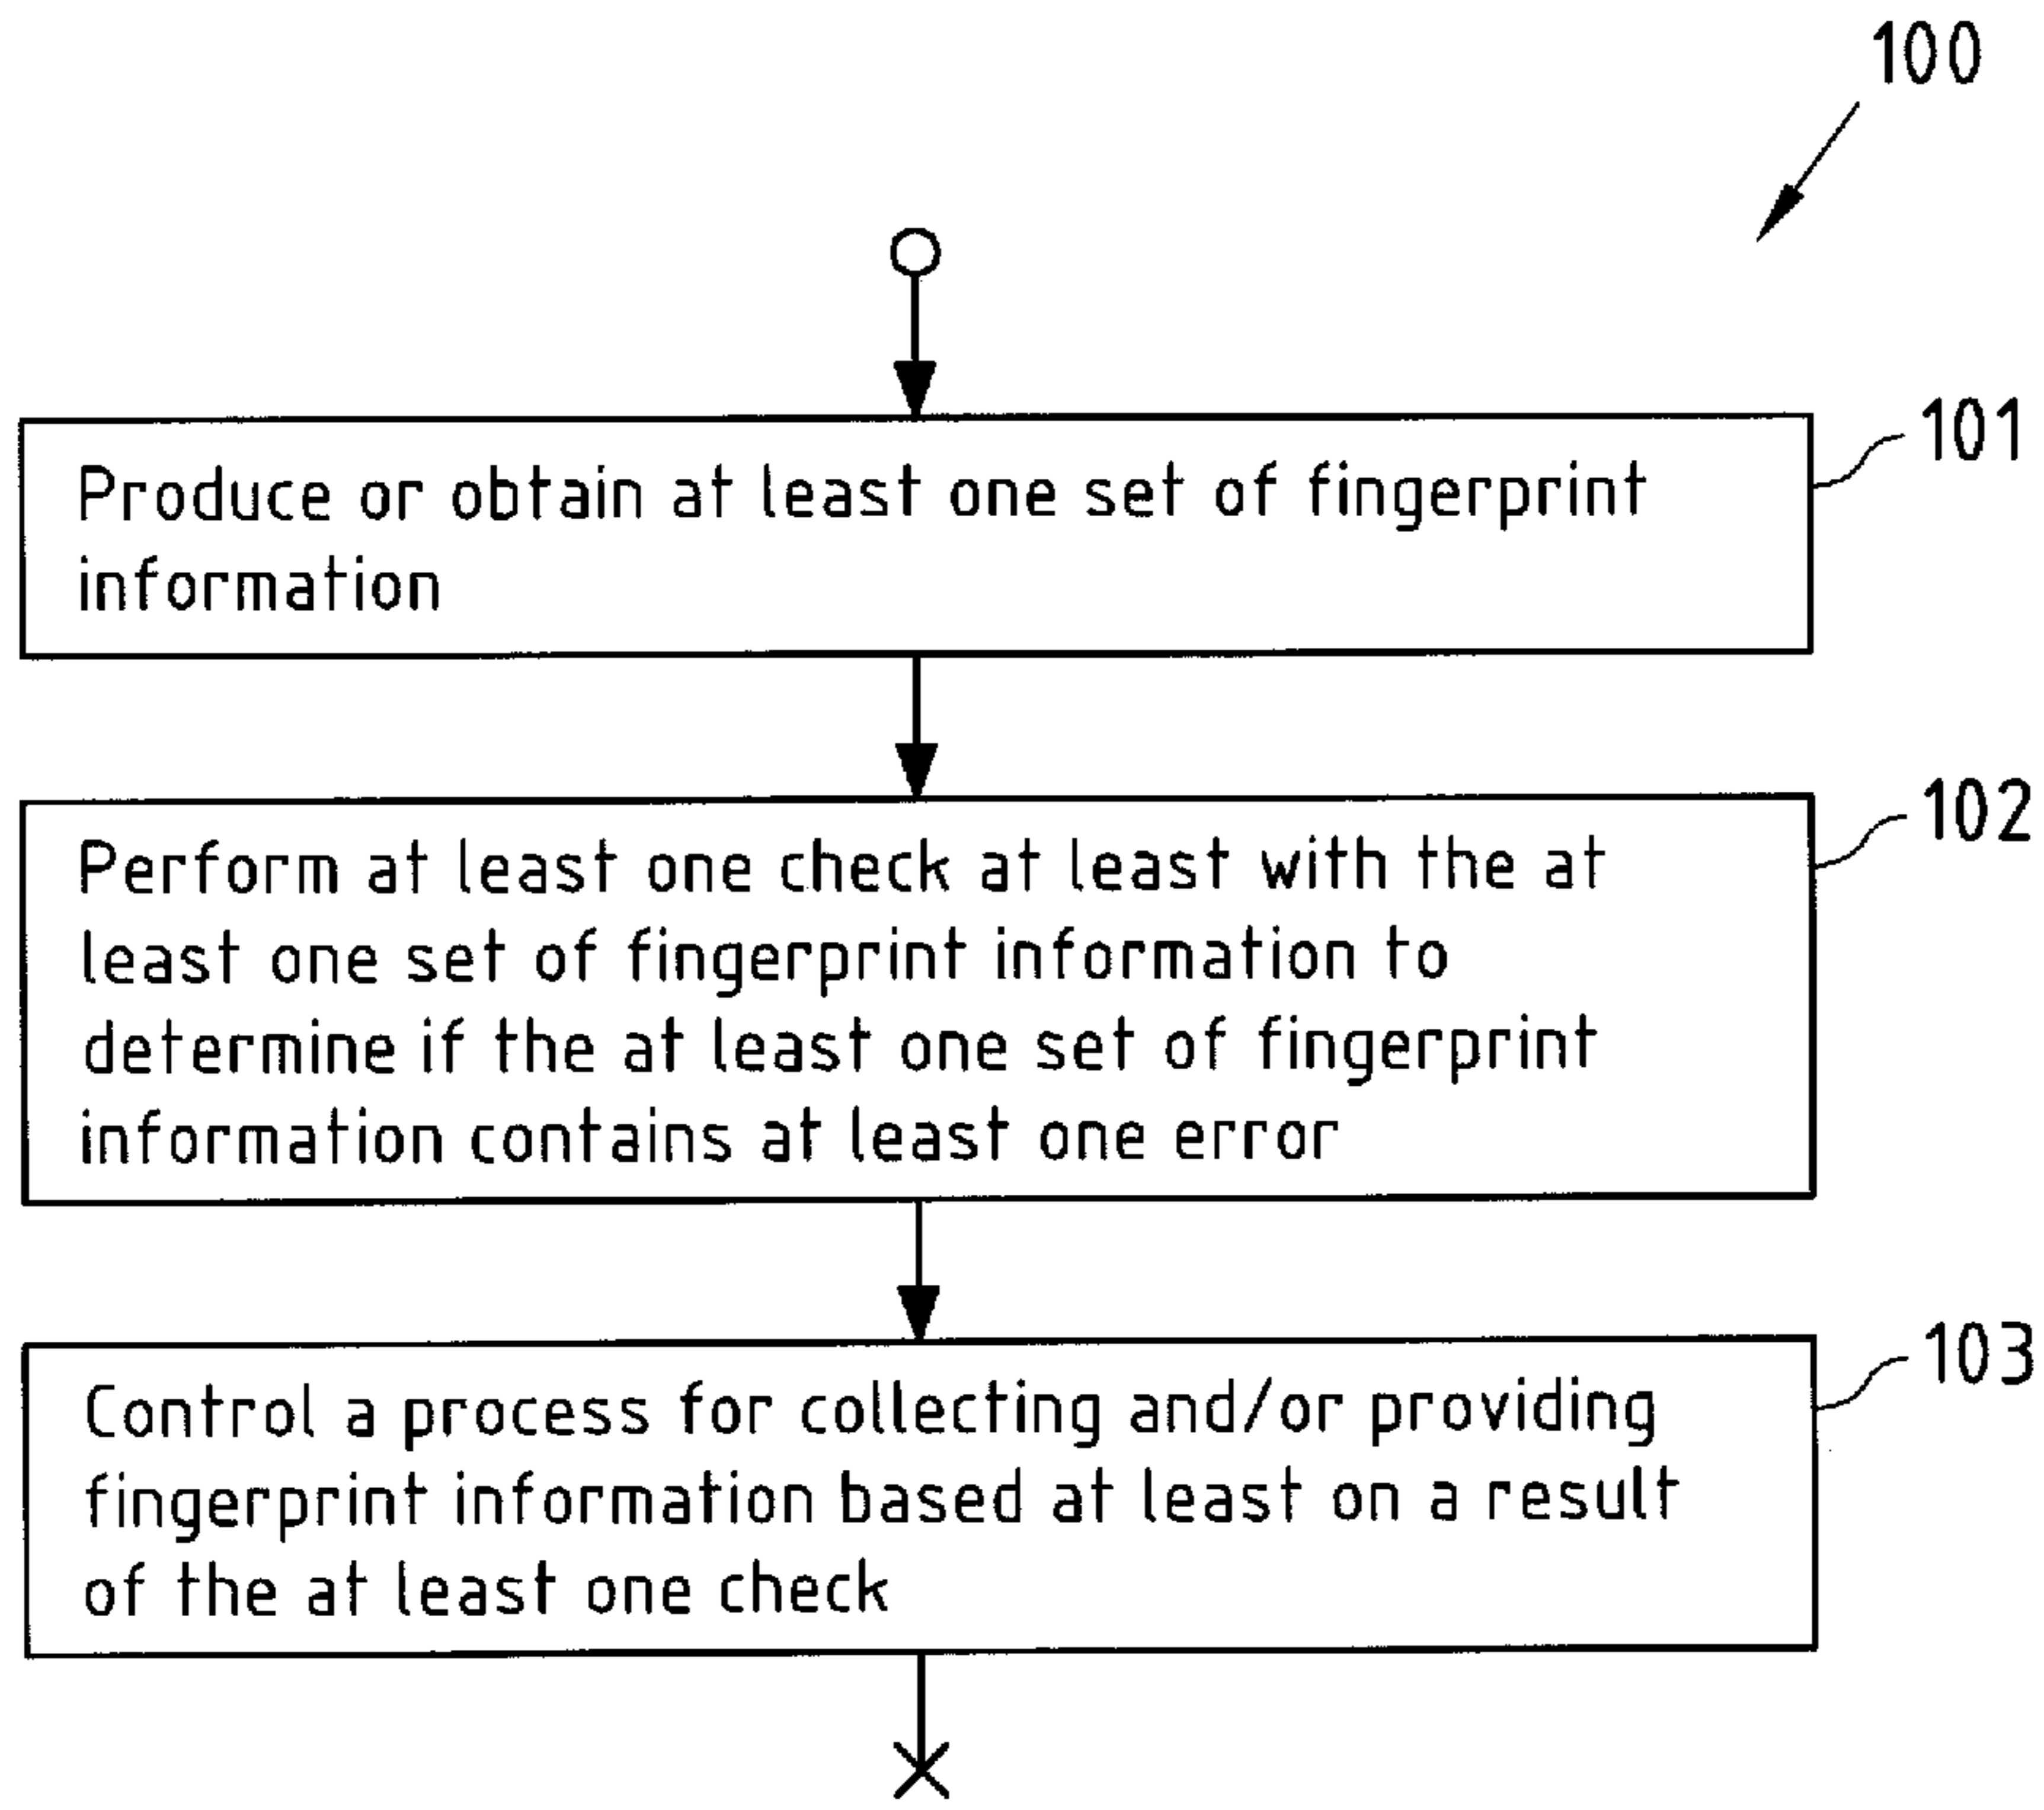 100
101
Produce or obtain at least one set of fingerprint
information
102
Perform at least one check at least with the at
least one set of fingerprint information to
determine if the at least one set of fingerprint
information contains at least one error
103
Control a process for collecting and/or providing
fingerprint information based at least on a result
of the at least one check